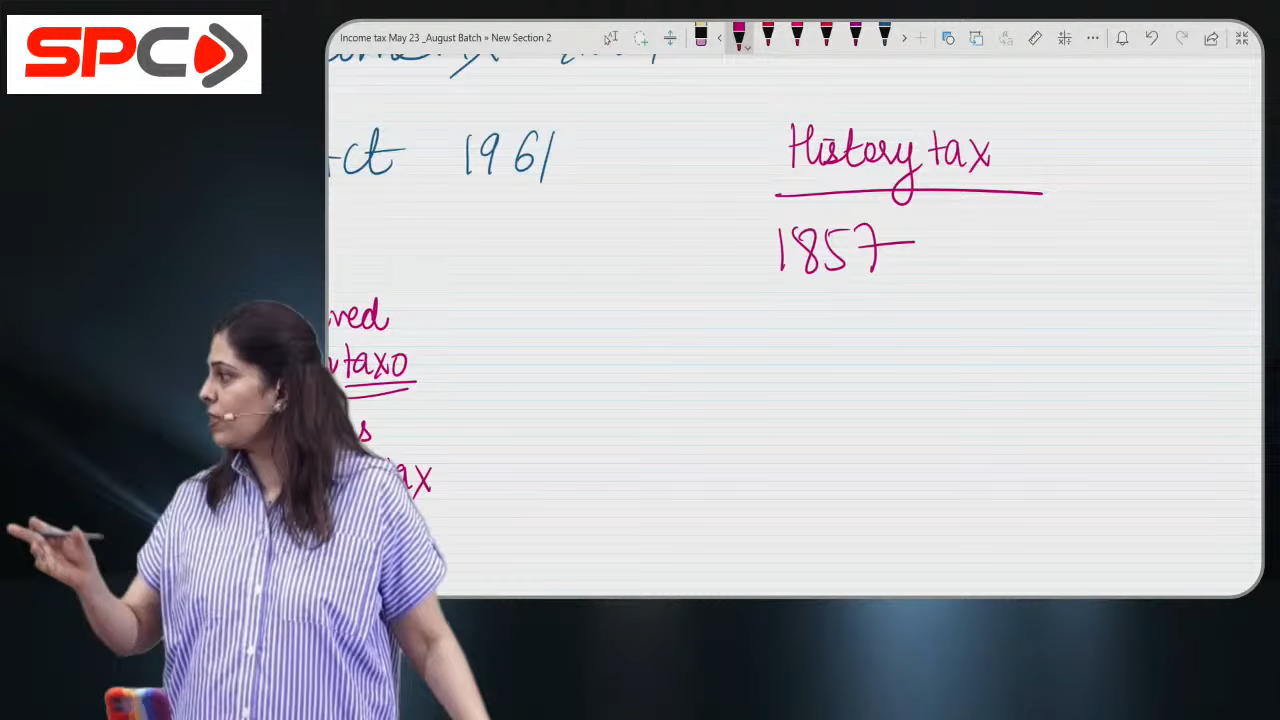 SPC
Income tax May 23 _August Batch » New Section 2
ct 1961
History tax
1857
ved
taxo
s
ax